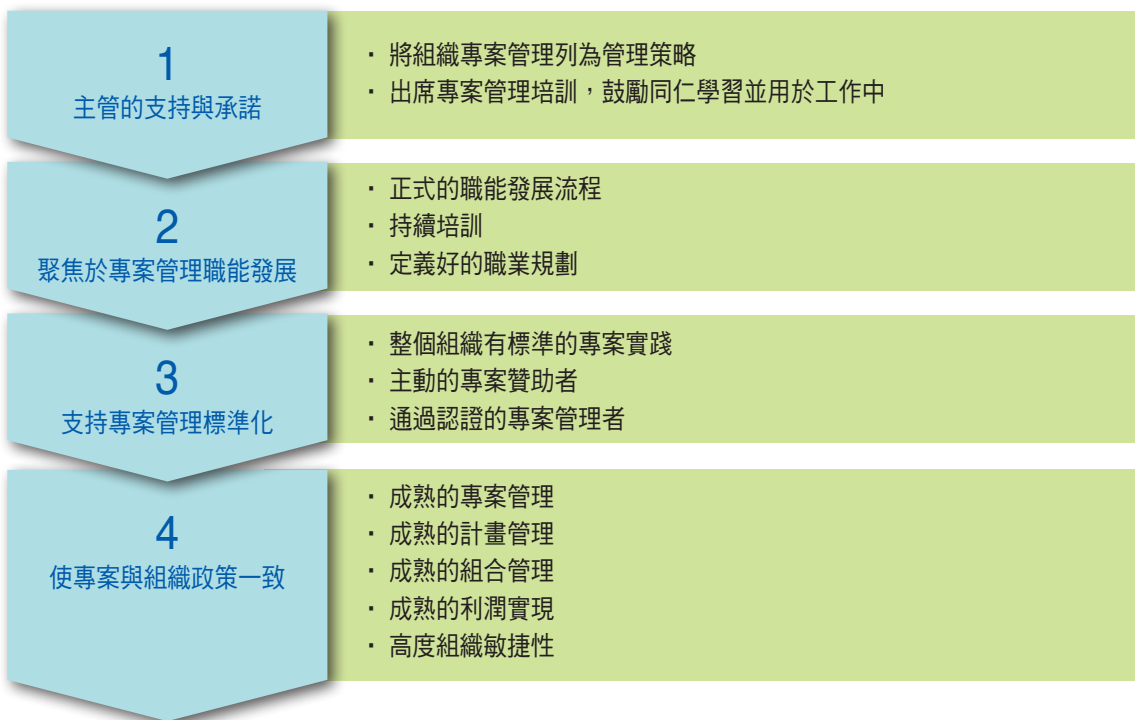 1
主管的支持與承諾
・ 將組織專案管理列為管理策略
・ 出席專案管理培訓，鼓勵同仁學習並用於工作中
2
聚焦於專案管理職能發展
・ 正式的職能發展流程
・ 持續培訓
・ 定義好的職業規劃
3
支持專案管理標準化
・ 整個組織有標準的專案實踐
・ 主動的專案贊助者
・ 通過認證的專案管理者
4
使專案與組織政策一致
・ 成熟的專案管理
・ 成熟的計畫管理
・ 成熟的組合管理
・ 成熟的利潤實現
・ 高度組織敏捷性